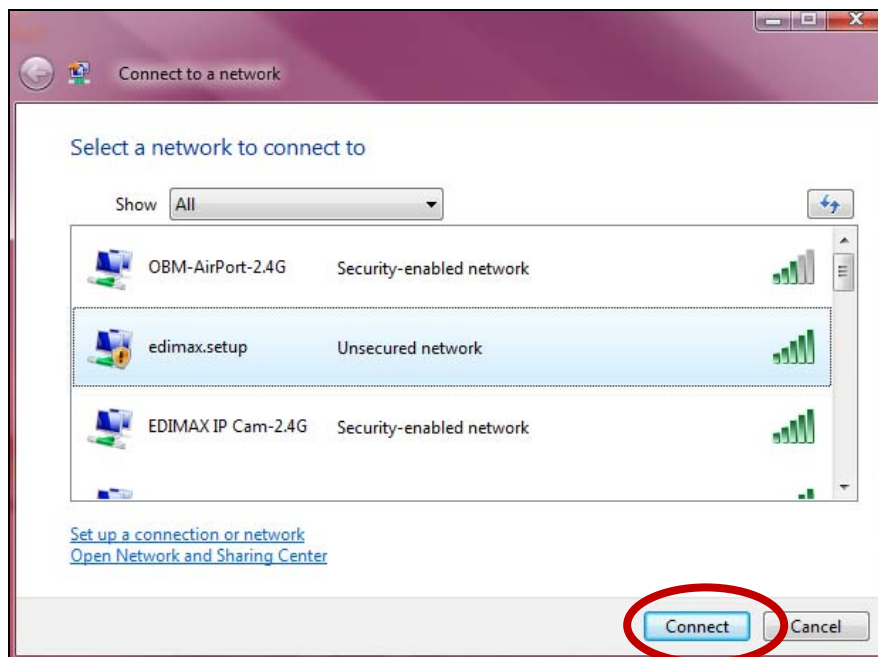 Connect to a network
Select a network to connect to
Show All
OBM-AirPort-2.4G Security-enabled network
edimax.setup Unsecured network
EDIMAX IP Cam-2.4G Security-enabled network
Set up a connection or network
Open Network and Sharing Center
Connect Cancel